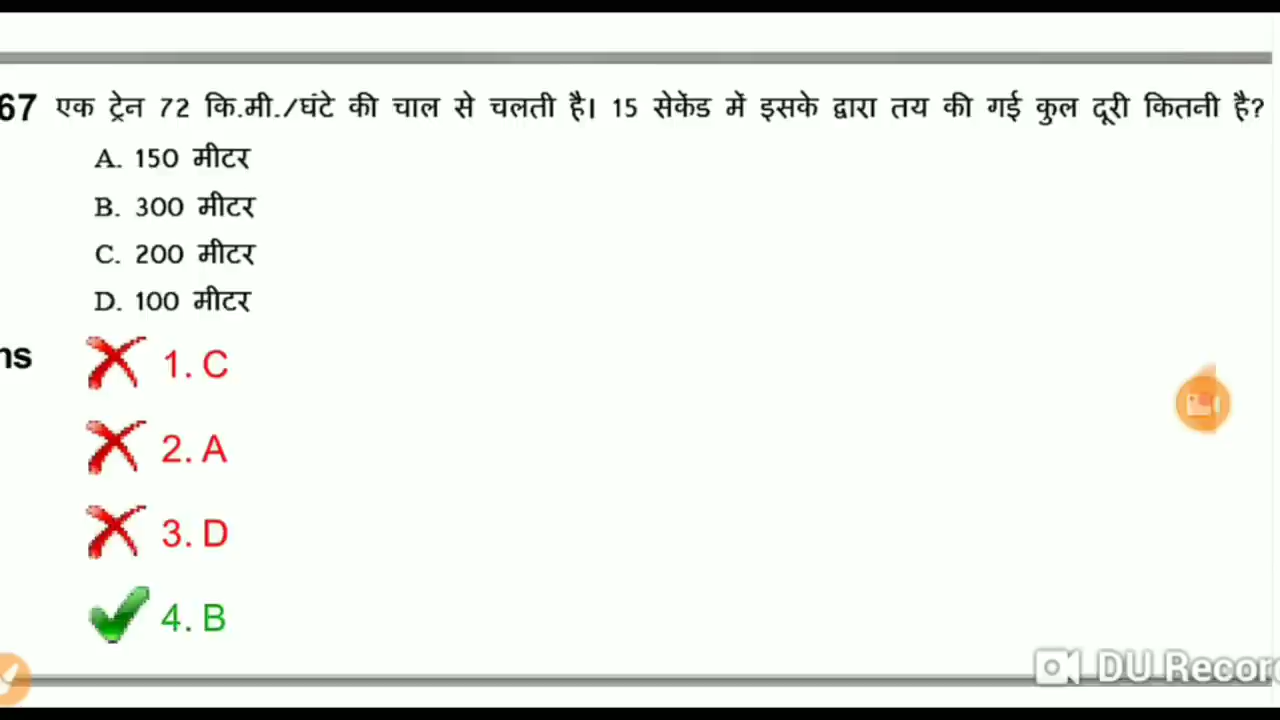 67 एक ट्रेन 72 कि.मी./घंटे की चाल से चलती है। 15 सेकेंड में इसके द्वारा तय की गई कुल दूरी कितनी है?
A. 150 मीटर
B. 300 मीटर
C. 200 मीटर
D. 100 मीटर
ns
1. C
2. A
3. D
4. B
DU Recor